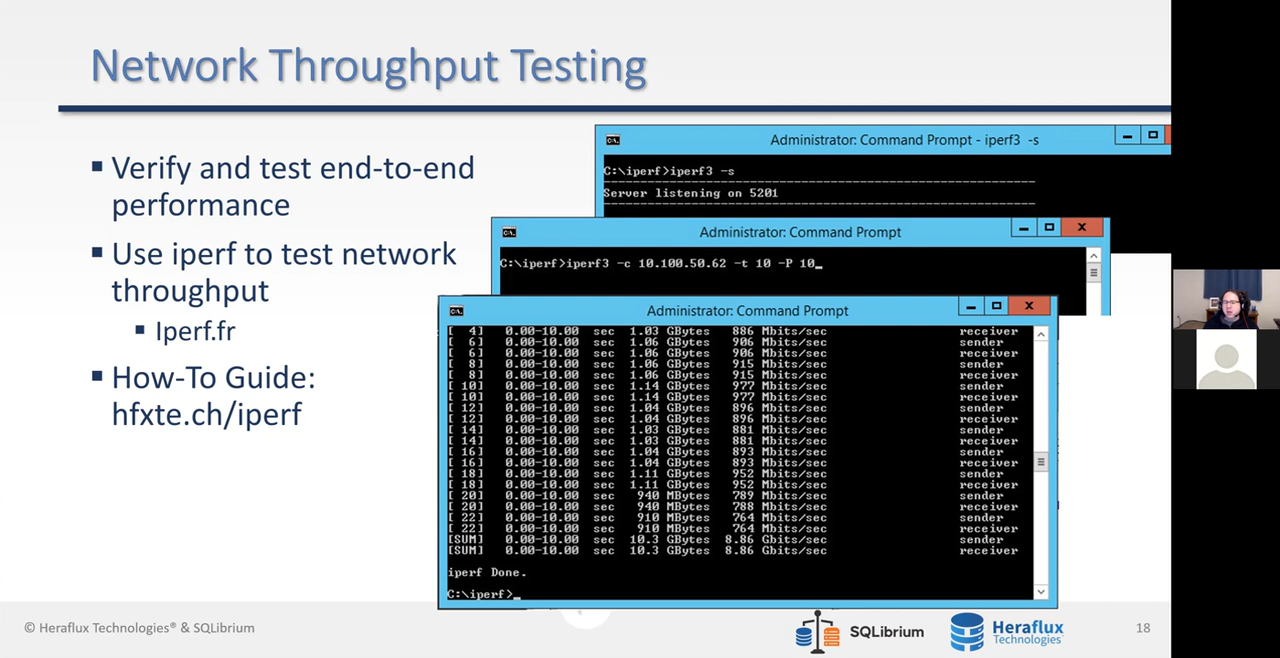 Network Throughput Testing
▪ Verify and test end-to-end
performance
▪ Use iperf to test network
throughput
▪ Iperf.fr
▪ How-To Guide:
hfxte.ch/iperf
Administrator: Command Prompt - iperf3 -s
C:\iperf>iperf3 -s
Server listening on 5201
Administrator: Command Prompt
C:\iperf>iperf3 -c 10.100.50.62 -t 10 -P 10_
Administrator: Command Prompt
[ 4] 0.00-10.00 sec 1.03 GBytes 886 Mbits/sec receiver
[ 6] 0.00-10.00 sec 1.06 GBytes 906 Mbits/sec sender
[ 6] 0.00-10.00 sec 1.06 GBytes 906 Mbits/sec receiver
[ 8] 0.00-10.00 sec 1.06 GBytes 915 Mbits/sec sender
[ 8] 0.00-10.00 sec 1.06 GBytes 915 Mbits/sec receiver
[ 10] 0.00-10.00 sec 1.14 GBytes 977 Mbits/sec sender
[ 10] 0.00-10.00 sec 1.14 GBytes 977 Mbits/sec receiver
[ 12] 0.00-10.00 sec 1.04 GBytes 896 Mbits/sec sender
[ 12] 0.00-10.00 sec 1.04 GBytes 896 Mbits/sec receiver
[ 14] 0.00-10.00 sec 1.03 GBytes 881 Mbits/sec sender
[ 14] 0.00-10.00 sec 1.03 GBytes 881 Mbits/sec receiver
[ 16] 0.00-10.00 sec 1.04 GBytes 893 Mbits/sec sender
[ 16] 0.00-10.00 sec 1.04 GBytes 893 Mbits/sec receiver
[ 18] 0.00-10.00 sec 1.11 GBytes 952 Mbits/sec sender
[ 18] 0.00-10.00 sec 1.11 GBytes 952 Mbits/sec receiver
[ 20] 0.00-10.00 sec 940 MBytes 789 Mbits/sec sender
[ 20] 0.00-10.00 sec 940 MBytes 788 Mbits/sec receiver
[ 22] 0.00-10.00 sec 910 MBytes 764 Mbits/sec sender
[ 22] 0.00-10.00 sec 910 MBytes 764 Mbits/sec receiver
[SUM] 0.00-10.00 sec 10.3 GBytes 8.86 Gbits/sec sender
[SUM] 0.00-10.00 sec 10.3 GBytes 8.86 Gbits/sec receiver
iperf Done.
C:\iperf>_
© Heraflux Technologies® & SQLibrium
SQLibrium
Heraflux
Technologies
18